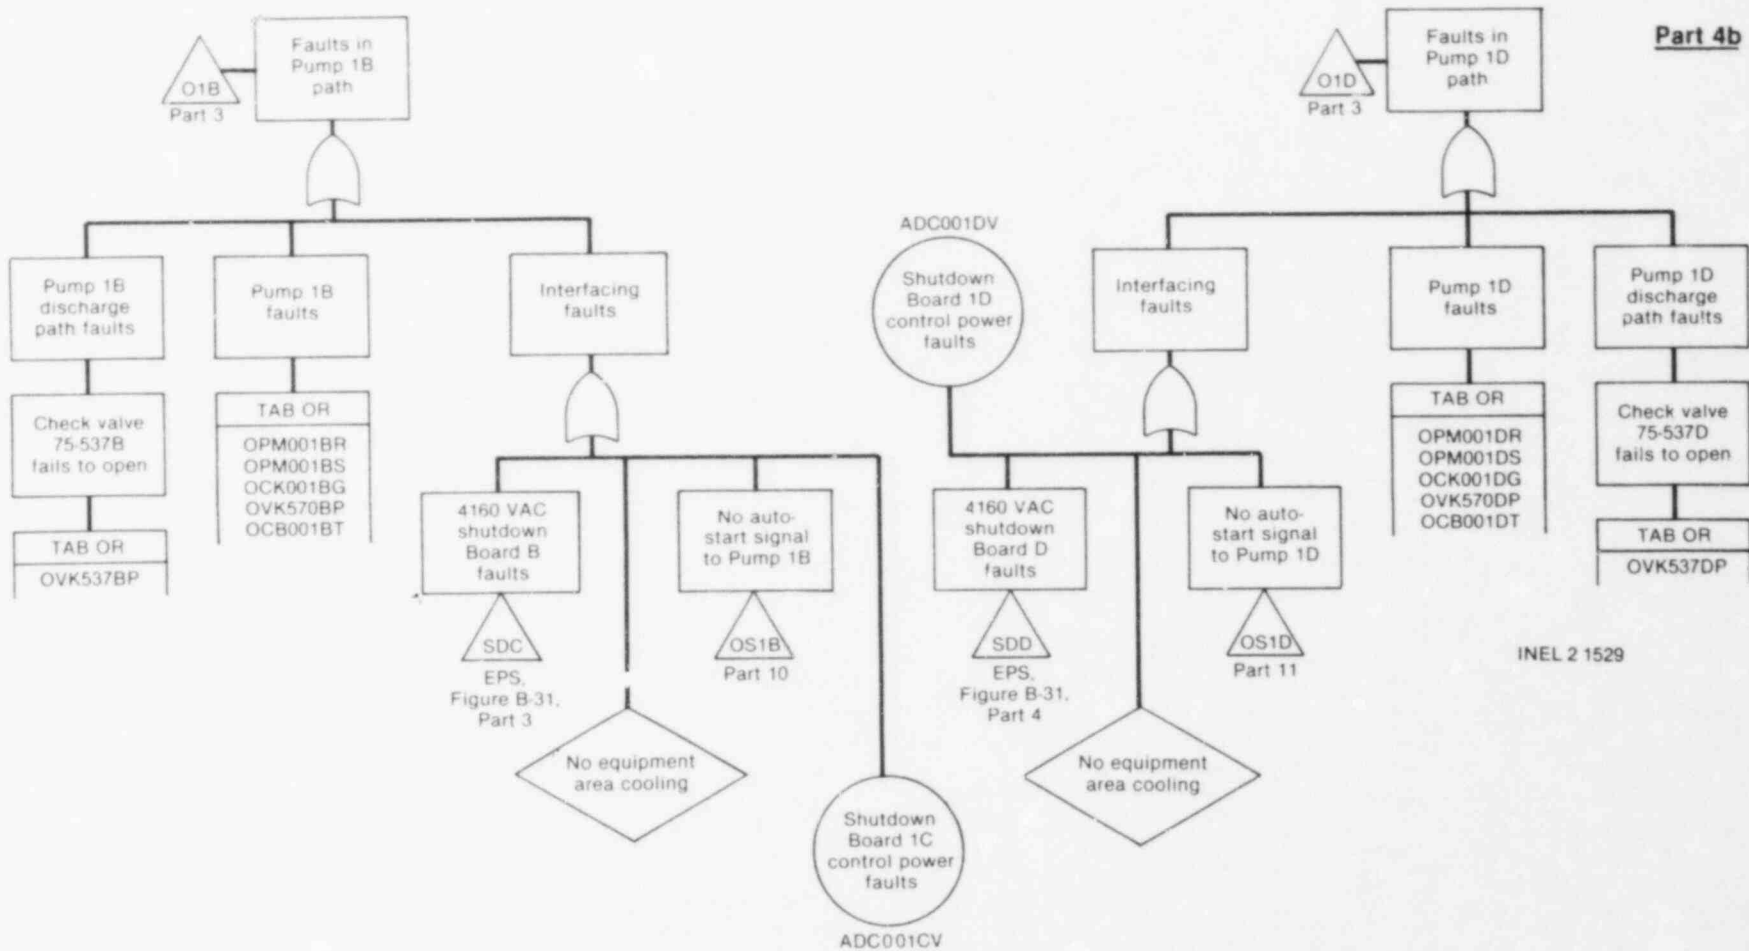 Part 4b
Faults in
Pump 1B
path
O1B
Part 3
Faults in
Pump 1D
path
O1D
Part 3
Pump 1B
discharge
path faults
Pump 1B
faults
Interfacing
faults
ADC001DV
Shutdown
Board 1D
control power
faults
Interfacing
faults
Pump 1D
faults
Pump 1D
discharge
path faults
Check valve
75-537B
fails to open
TAB OR
OPM001BR
OPM001BS
OCK001BG
OVK570BP
OCB001BT
TAB OR
OPM001DR
OPM001DS
OCK001DG
OVK570DP
OCB001DT
Check valve
75-537D
fails to open
TAB OR
OVK537BP
4160 VAC
shutdown
Board B
faults
No auto-
start signal
to Pump 1B
4160 VAC
shutdown
Board D
faults
No auto-
start signal
to Pump 1D
TAB OR
OVK537DP
SDC
EPS,
Figure B-31,
Part 3
OS1B
Part 10
SDD
EPS,
Figure B-31,
Part 4
OS1D
Part 11
INEL 2 1529
No equipment
area cooling
No equipment
area cooling
Shutdown
Board 1C
control power
faults
ADC001CV